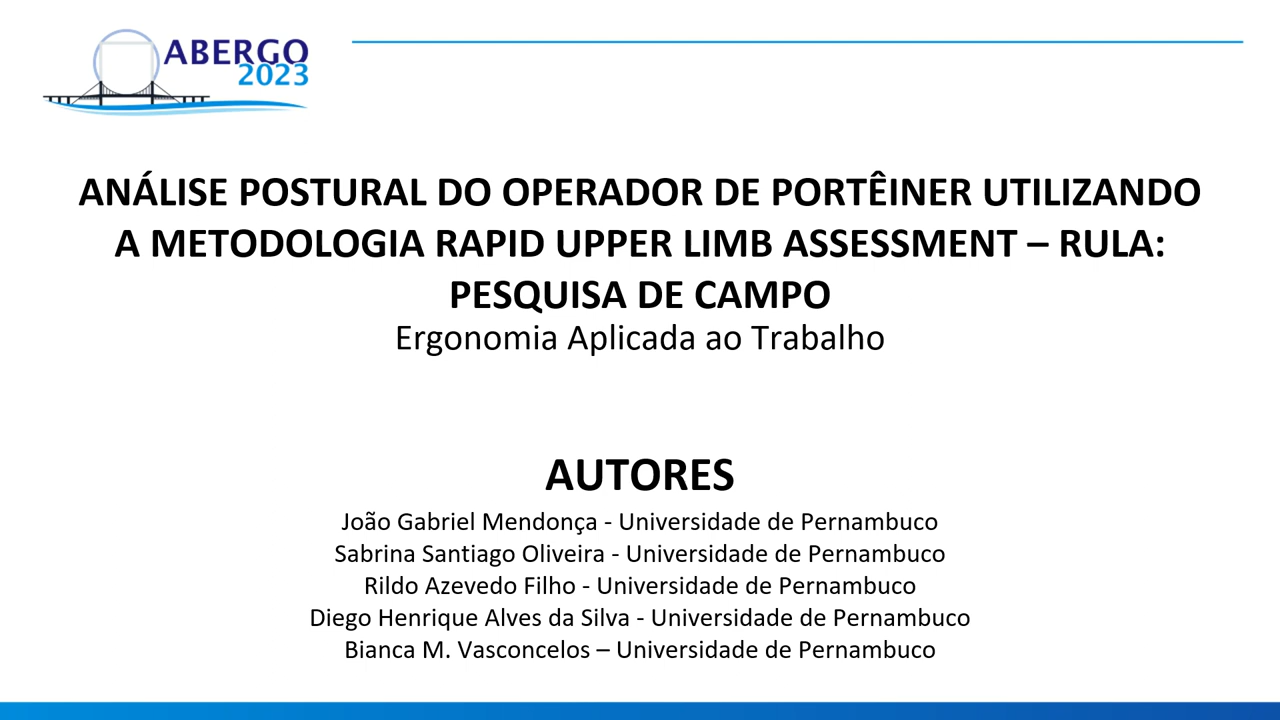 ABERGO
2023
ANÁLISE POSTURAL DO OPERADOR DE PORTÊINER UTILIZANDO
A METODOLOGIA RAPID UPPER LIMB ASSESSMENT – RULA:
PESQUISA DE CAMPO
Ergonomia Aplicada ao Trabalho
AUTORES
João Gabriel Mendonça - Universidade de Pernambuco
Sabrina Santiago Oliveira - Universidade de Pernambuco
Rildo Azevedo Filho - Universidade de Pernambuco
Diego Henrique Alves da Silva - Universidade de Pernambuco
Bianca M. Vasconcelos – Universidade de Pernambuco